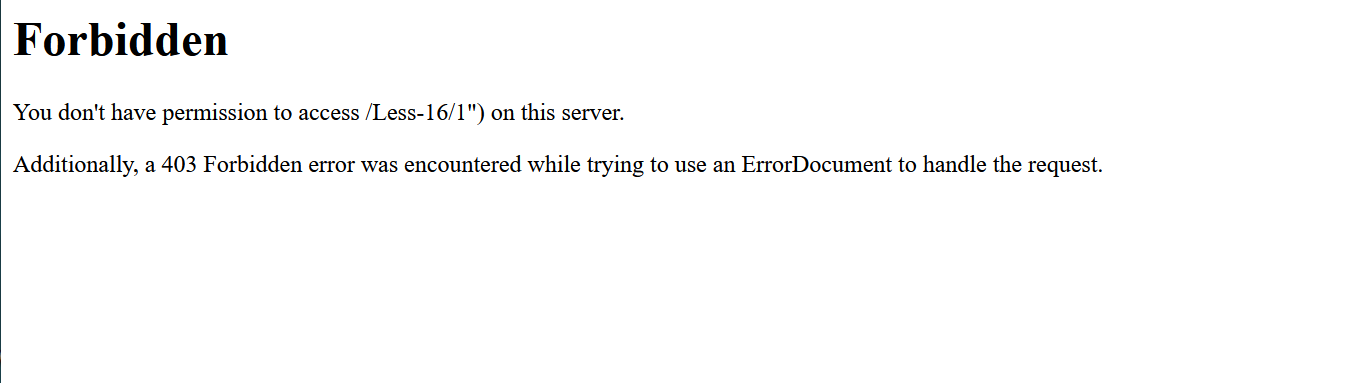 Forbidden
You don't have permission to access /Less-16/1") on this server.
Additionally, a 403 Forbidden error was encountered while trying to use an ErrorDocument to handle the request.